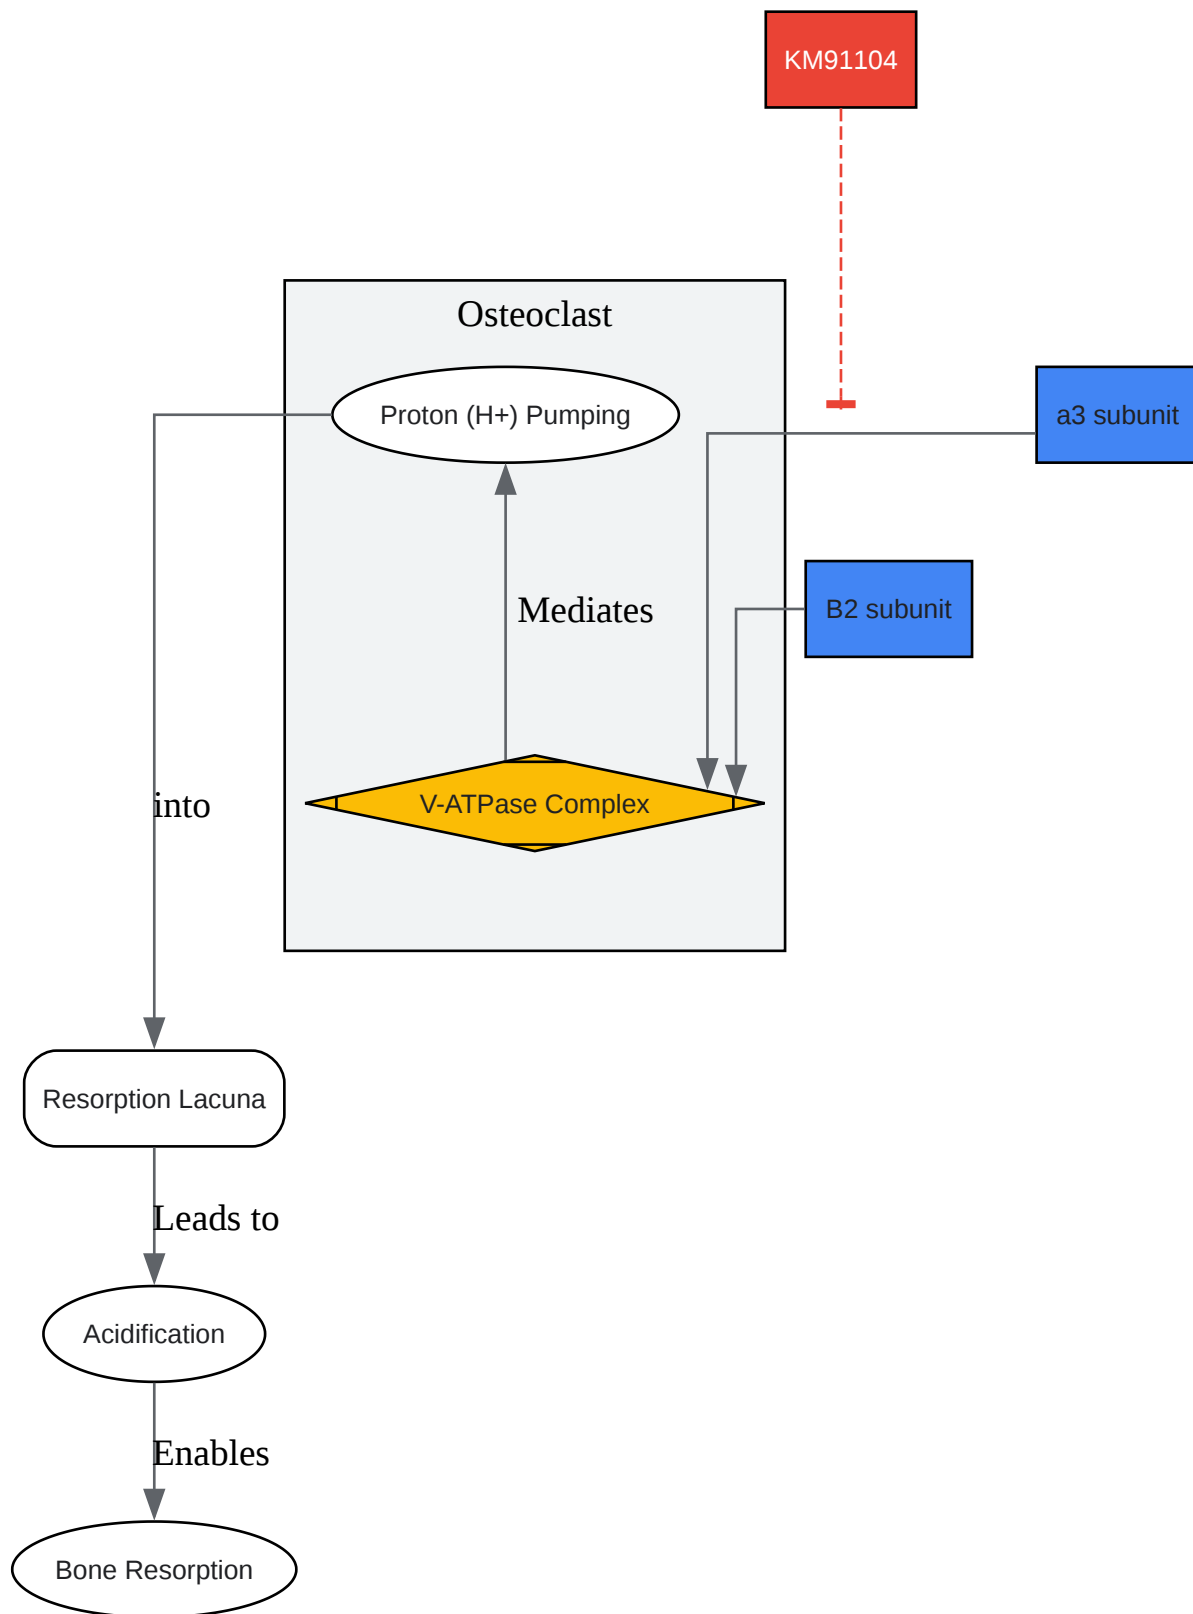 KM91104
Osteoclast
Proton (H+) Pumping
a3 subunit
Mediates
B2 subunit
V-ATPase Complex
into
Resorption Lacuna
Leads to
Acidification
Enables
Bone Resorption